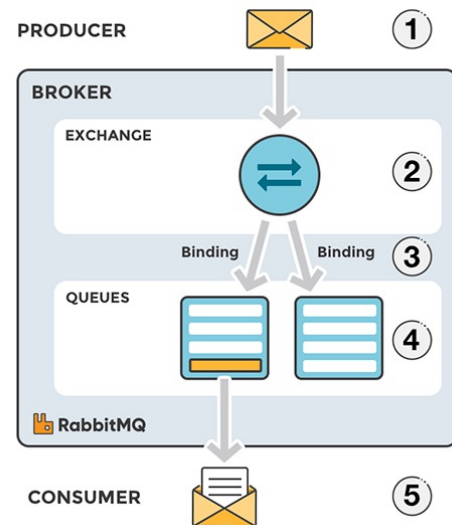 PRODUCER 1
BROKER
EXCHANGE
2
Binding Binding 3
QUEUES
4
RabbitMQ
CONSUMER 5